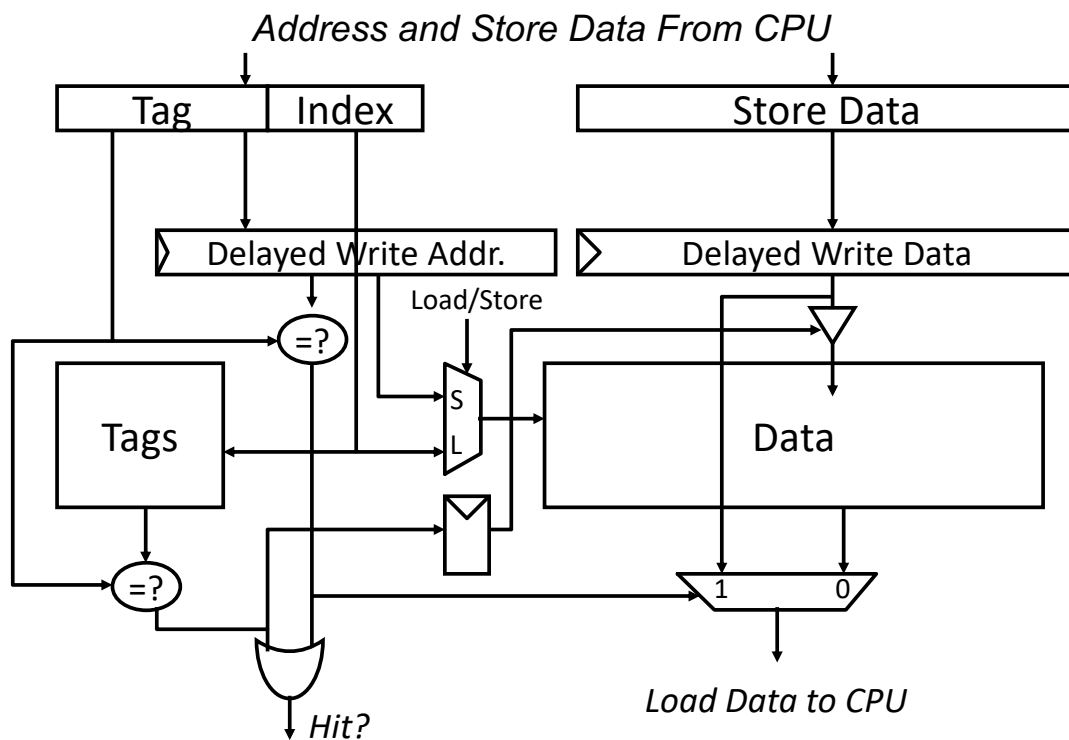 Address and Store Data From CPU
Tag Index Store Data
Delayed Write Addr. Delayed Write Data
Load/Store
=?
S
Tags L Data
=?
1 0
Load Data to CPU
Hit?